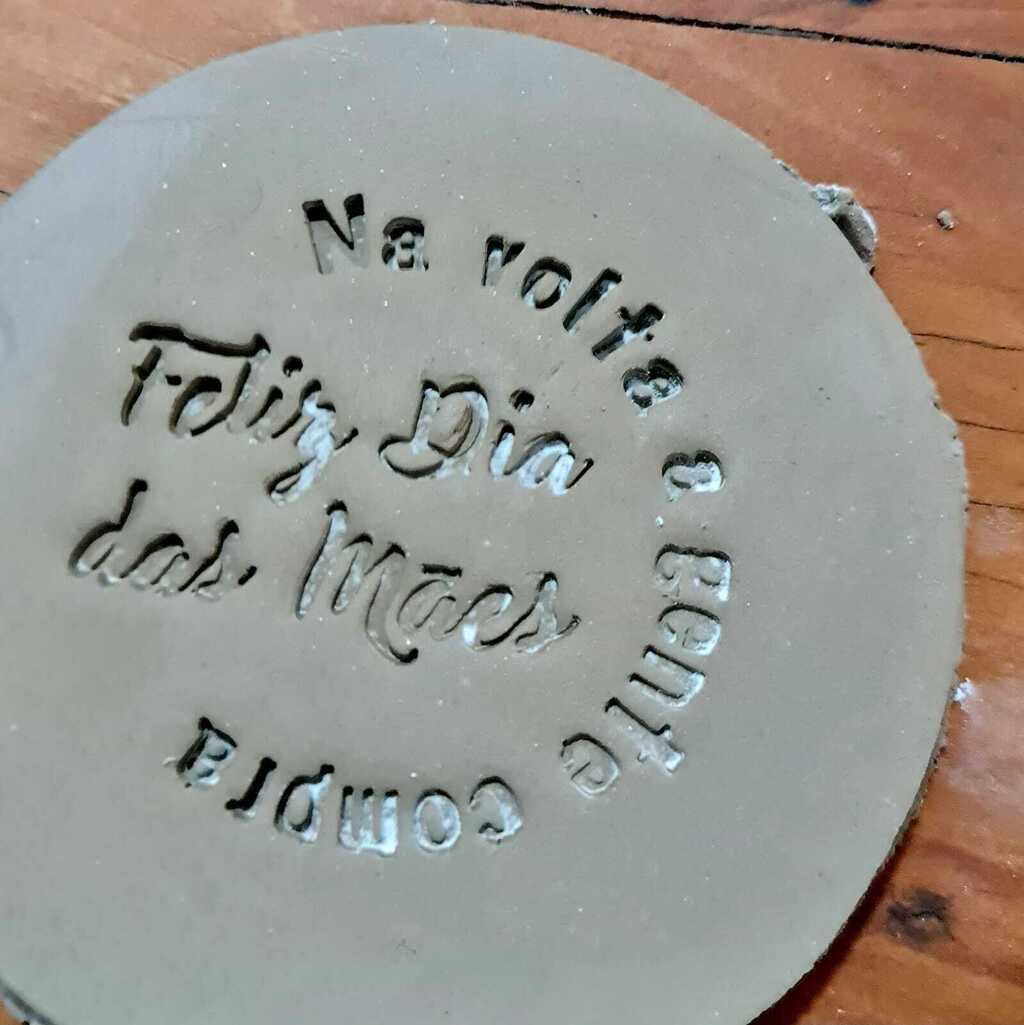 Na volta a gente compra
Feliz Dia
das Mães